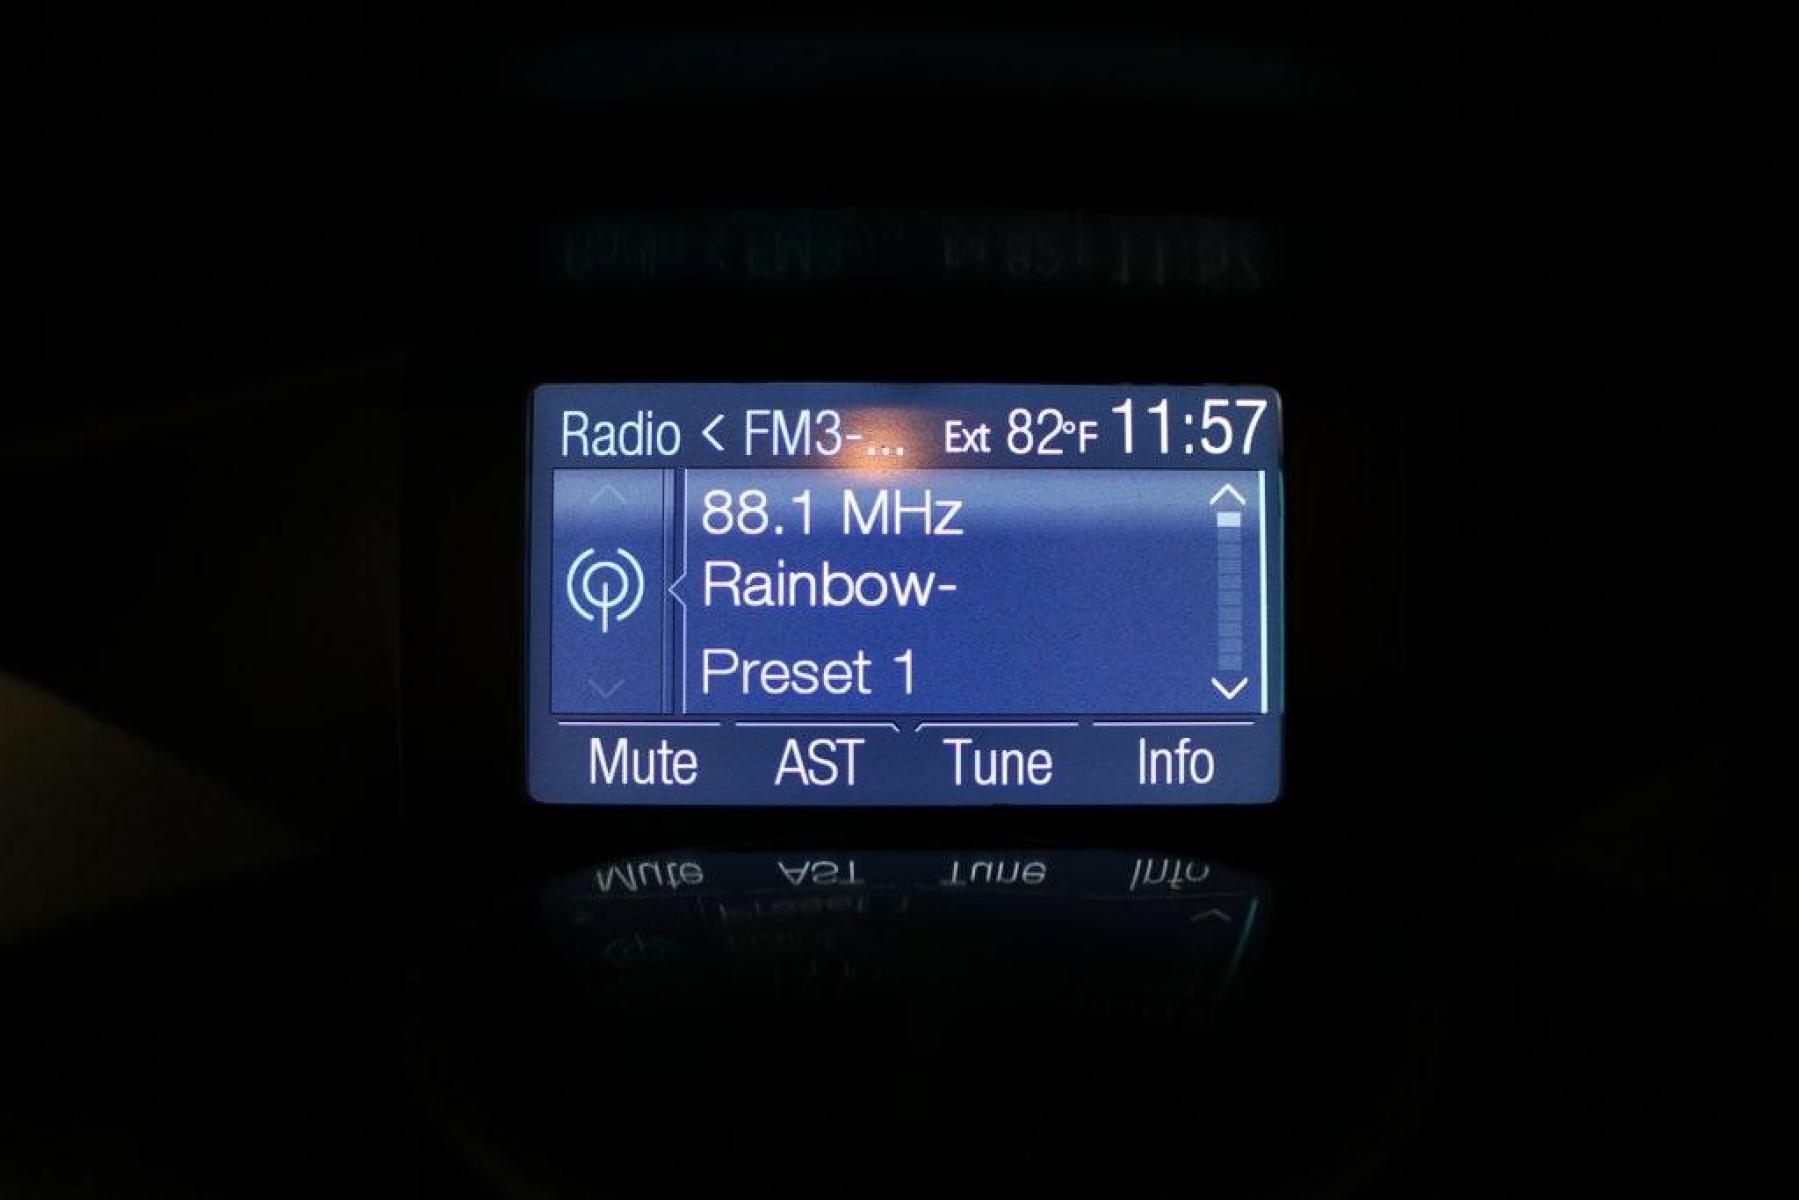 Radio < FM3-... Ext 82°F 11:57
88.1 MHz
Rainbow-
Preset 1
Mute AST Tune Info